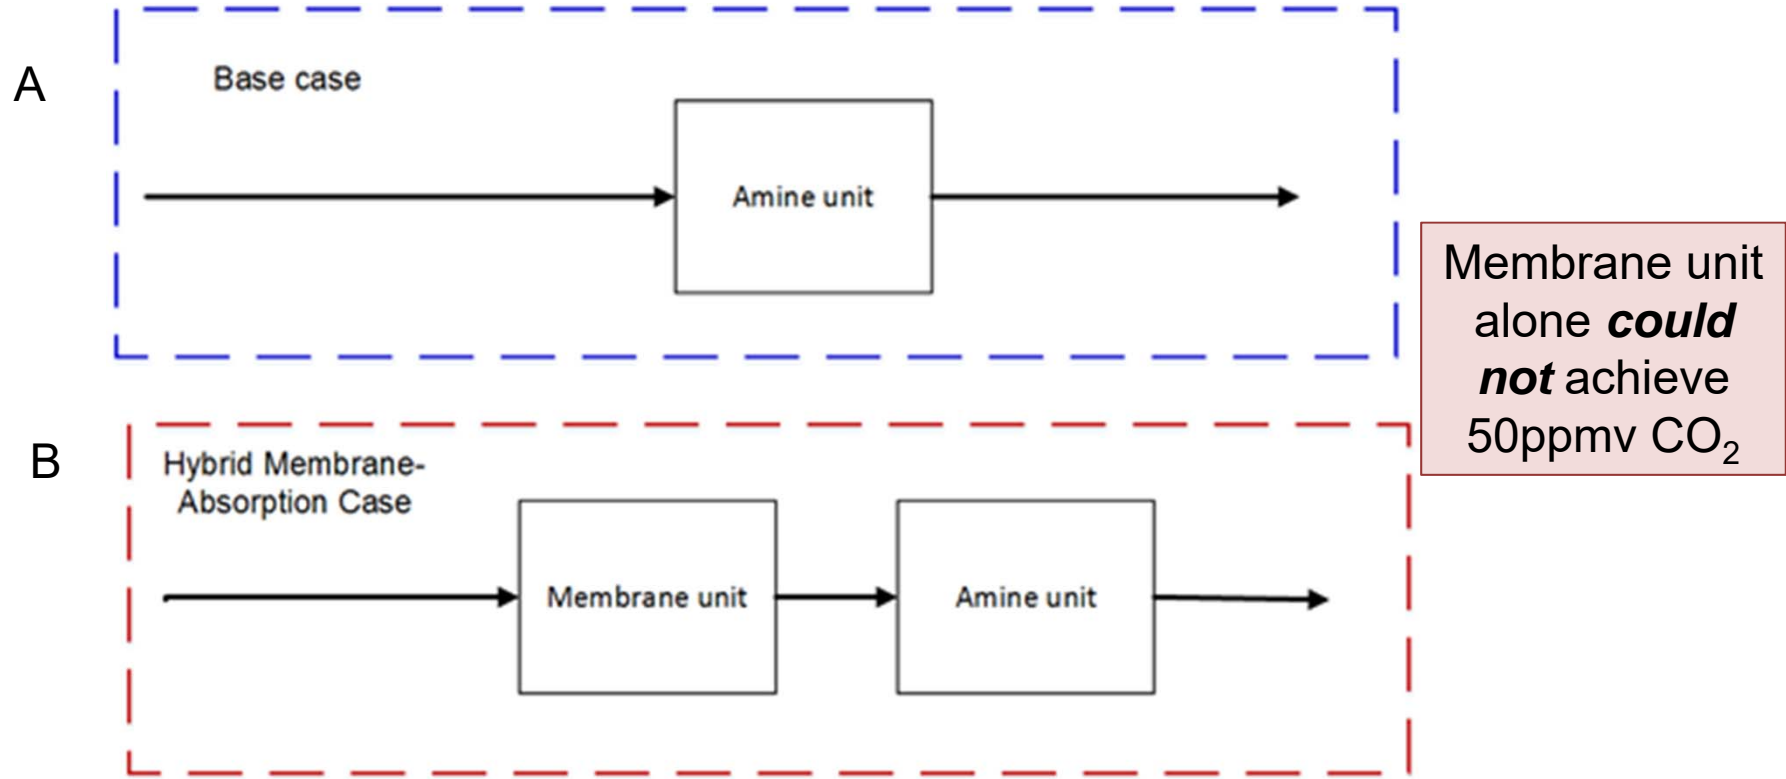 A
Base case
Amine unit
Membrane unit
alone could
not achieve
50ppmv CO₂
B
Hybrid Membrane-
Absorption Case
Membrane unit
Amine unit